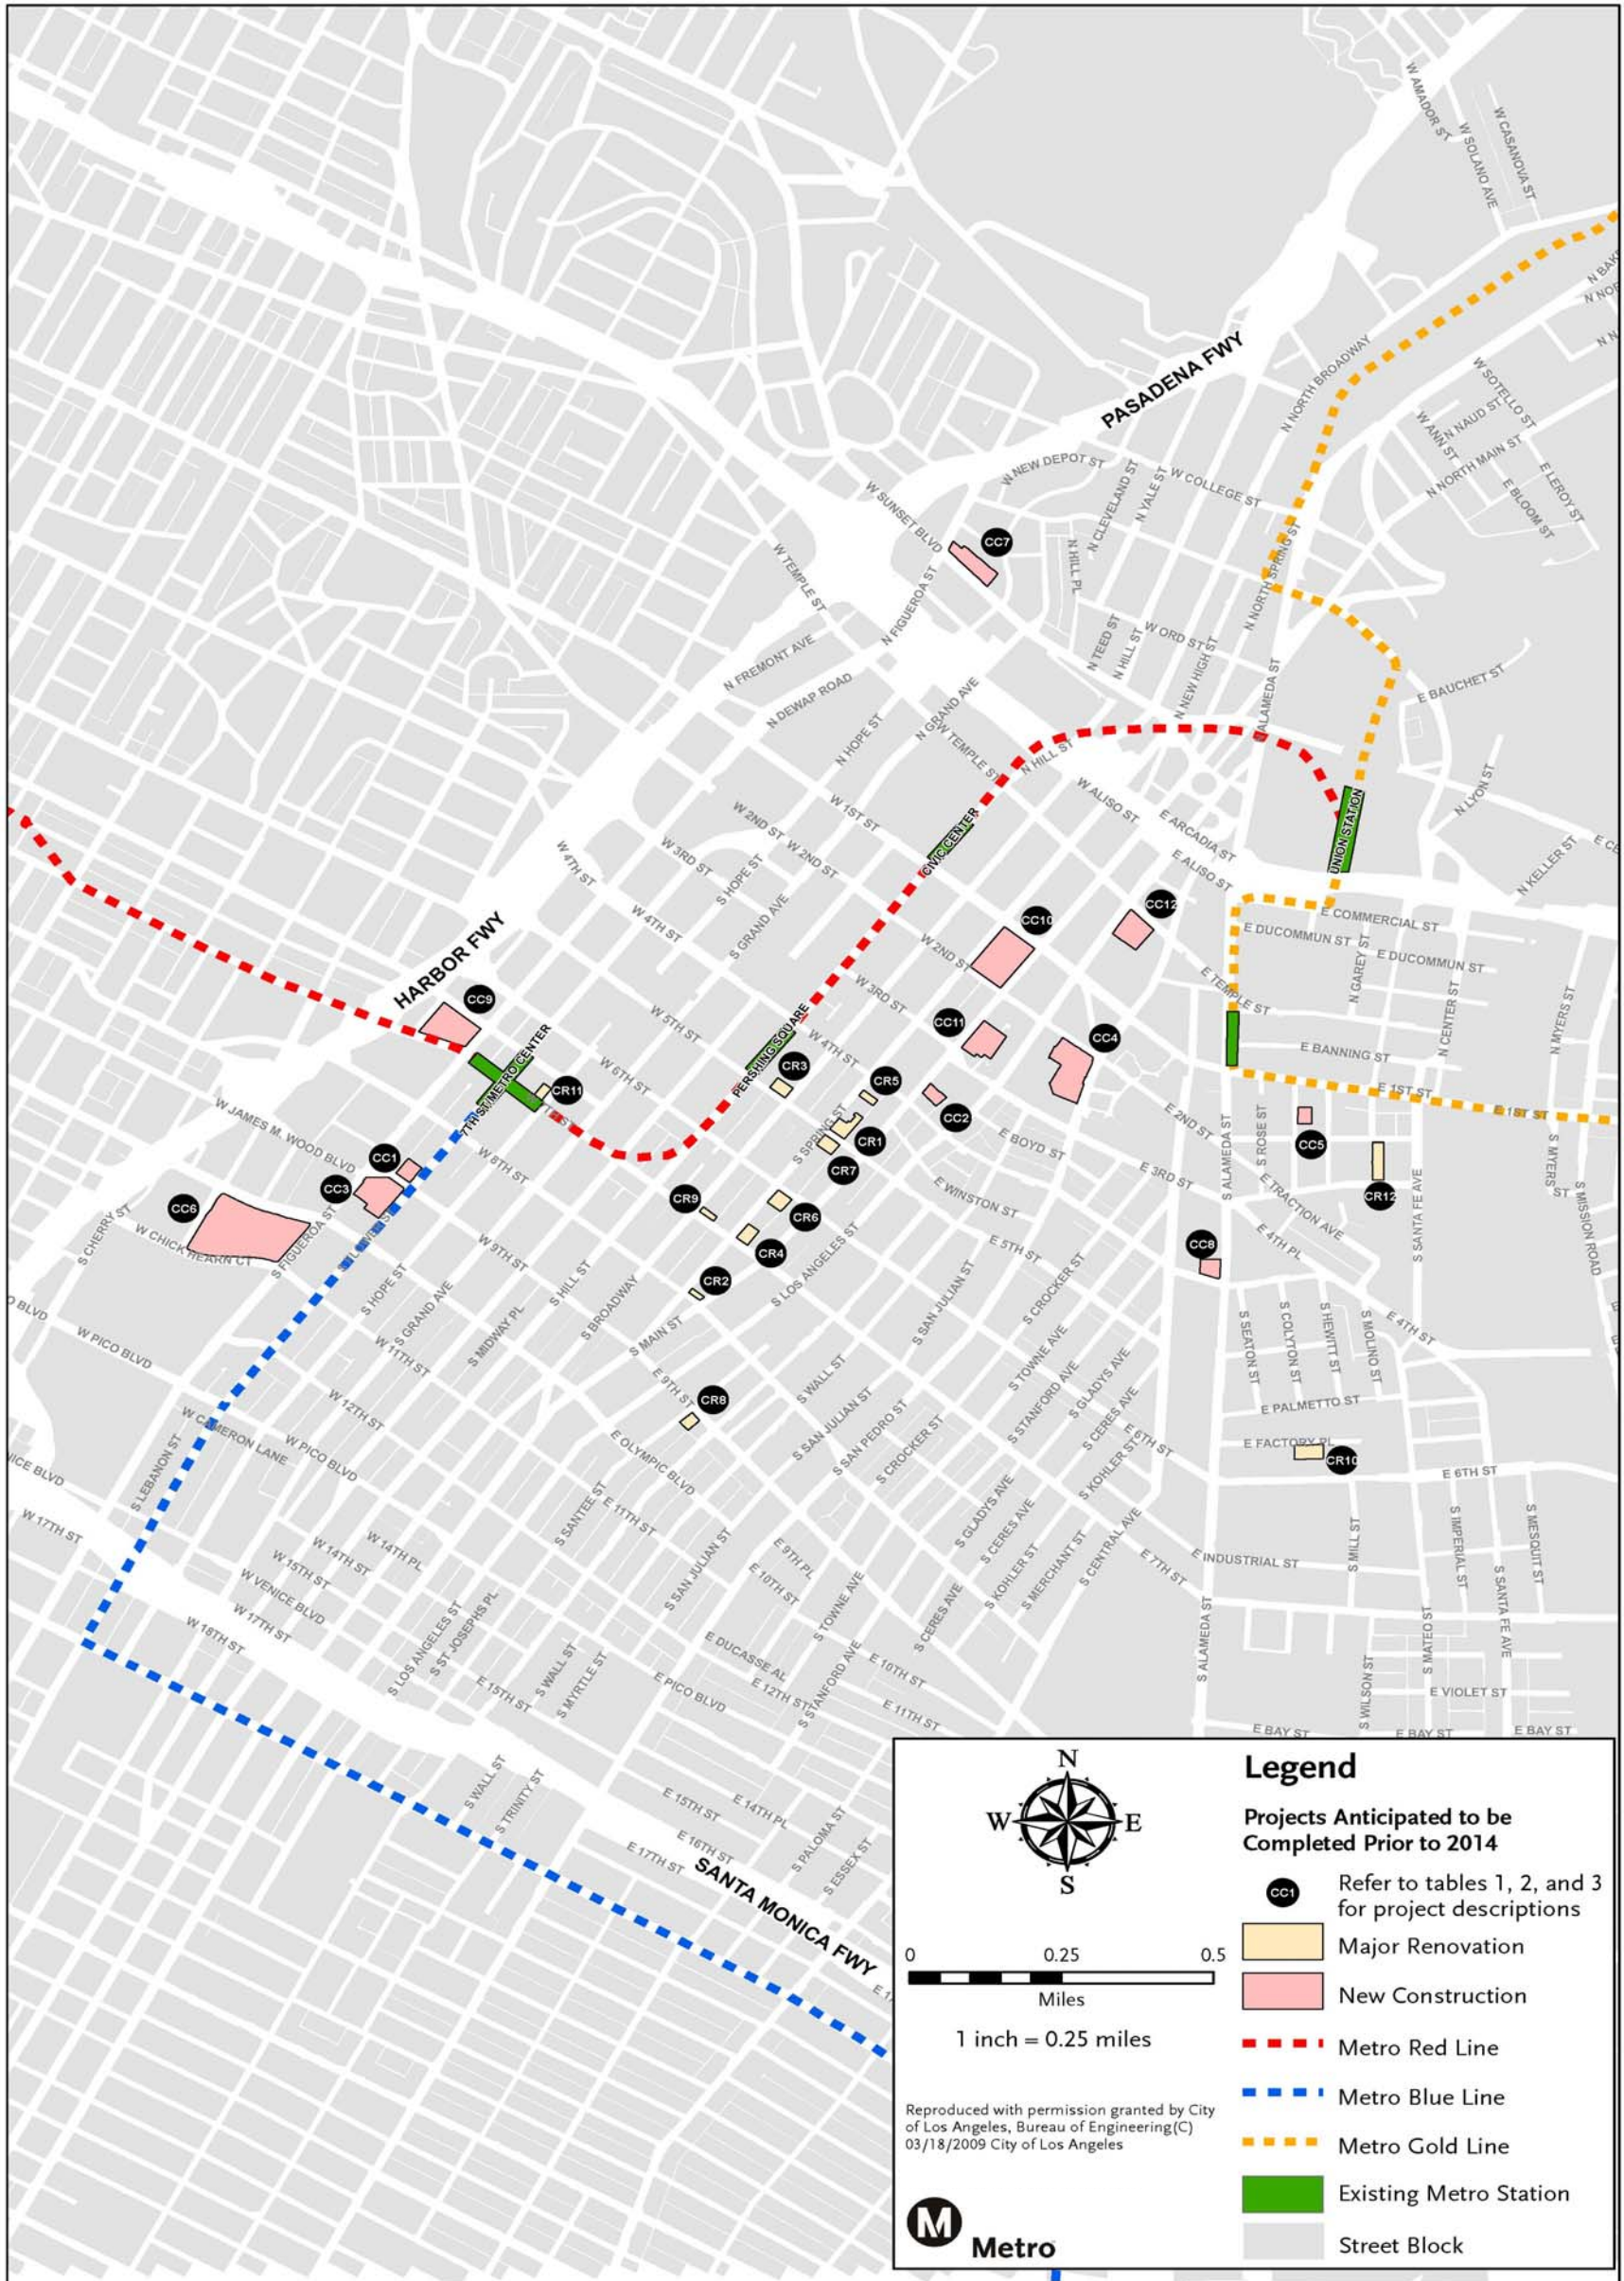 W AMADOR ST
W CASANOVA ST
W SOLANO AVE
PASADENA FWY
N NORTH BROADWAY
W SOTELLO ST
N NAUD ST
W ANN ST
N NORTH MAIN ST
E LEROY ST
E BLOOM ST
W NEW DEPOT ST
W COLLEGE ST
N YALE ST
N CLEVELAND ST
W SUNSET BLVD
CC7
N HILL PL
N NORTH SPRING ST
W TEMPLE ST
N FIGUEROA ST
N TEED ST
N HILL ST
W ORD ST
N NEW HIGH ST
N FREMONT AVE
N DEWAP ROAD
E BAUCHET ST
N GRAND AVE
N HOPE ST
W TEMPLE ST
N HILL ST
W ALISO ST
N LYON ST
UNION STATION
W 1ST ST
W 2ND ST
W 2ND ST
CIVIC CENTER
E ARCADIA ST
E ALISO ST
N KELLER ST
W 3RD ST
W 4TH ST
S HOPE ST
S GRAND AVE
W 4TH ST
CC10
CC12
E COMMERCIAL ST
E DUCOMMUN ST
E DUCOMMUN ST
N GAREY ST
HARBOR FWY
W 2ND ST
W 3RD ST
E TEMPLE ST
N CENTER ST
N MYERS ST
CC9
W 5TH ST
PERSHING SQUARE
CC11
CC4
E BANNING ST
7TH ST/METRO CENTER
W 6TH ST
W 4TH ST
CR3
CR5
E 1ST ST
E 1ST ST
CR11
W JAMES M. WOOD BLVD
CC2
E 2ND ST
S ROSE ST
CC5
S SPRING ST
CR1
CR7
E BOYD ST
S MYERS ST
CC1
CC3
W 8TH ST
E 3RD ST
S ALAMEDA ST
E TRACTION AVE
CR12
S SANTA FE AVE
S MISSION ROAD
CC6
CR9
CR6
E WINSTON ST
S CHERRY ST
W CHICK HEARN CT
S FIGUEROA ST
W 9TH ST
CR4
S LOS ANGELES ST
E 5TH ST
E 4TH PL
CC8
S HOPE ST
S HILL ST
CR2
S CROCKER ST
S SAN JULIAN ST
S GRAND AVE
S MIDWAY PL
S BROADWAY
S MAIN ST
S SEATON ST
S COLYTON ST
S HEWITT ST
S MOLINO ST
E 4TH ST
W PICO BLVD
W 11TH ST
S TOWNE AVE
S WALL ST
S STANFORD AVE
S GLADYS AVE
E 9TH ST
CR8
W 12TH ST
S SAN JULIAN ST
S SAN PEDRO ST
S CROCKER ST
S CERES AVE
E 6TH ST
E PALMETTO ST
W CAMERON LANE
W PICO BLVD
E OLYMPIC BLVD
S KOHLER ST
E FACTORY PL
CR10
E 6TH ST
S LEBANON ST
W 17TH ST
S SANTEE ST
E 11TH ST
S GLADYS AVE
S CERES AVE
S KOHLER ST
S MERCHANT ST
S CENTRAL AVE
S MILL ST
S IMPERIAL ST
S MESQUIT ST
W 14TH PL
W 14TH ST
W 15TH ST
W VENICE BLVD
E 9TH PL
E 10TH ST
S SAN JULIAN ST
E 7TH ST
E INDUSTRIAL ST
S SANTA FE AVE
W 17TH ST
W 18TH ST
S LOS ANGELES ST
S ST JOSEPHS PL
S TOWNE AVE
S CERES AVE
S ALAMEDA ST
S MATEO ST
E DUCASSE AL
S WALL ST
S MYRTLE ST
E 15TH ST
E PICO BLVD
E 12TH ST
S STANFORD AVE
E 10TH ST
E 11TH ST
S WILSON ST
E VIOLET ST
E BAY ST
E BAY ST
E BAY ST
S WALL ST
S TRINITY ST
E 15TH ST
E 14TH PL
E 16TH ST
E 17TH ST
S PALOMA ST
S ESSEX ST
SANTA MONICA FWY
N
W E
S
0 0.25 0.5
Miles
1 inch = 0.25 miles
Reproduced with permission granted by City
of Los Angeles, Bureau of Engineering(C)
03/18/2009 City of Los Angeles
M Metro
Legend
Projects Anticipated to be
Completed Prior to 2014
CC1 Refer to tables 1, 2, and 3
for project descriptions
Major Renovation
New Construction
Metro Red Line
Metro Blue Line
Metro Gold Line
Existing Metro Station
Street Block